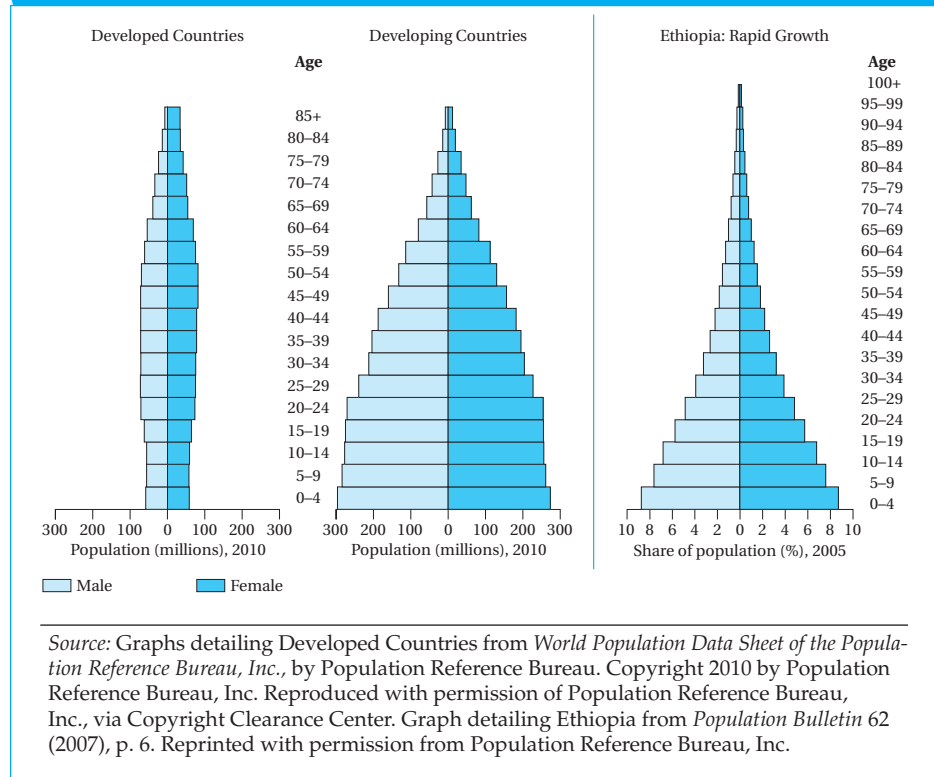 Developed Countries
Developing Countries
Ethiopia: Rapid Growth
Age
85+
80–84
75–79
70–74
65–69
60–64
55–59
50–54
45–49
40–44
35–39
30–34
25–29
20–24
15–19
10–14
5–9
0–4
Age
100+
95–99
90–94
85–89
80–84
75–79
70–74
65–69
60–64
55–59
50–54
45–49
40–44
35–39
30–34
25–29
20–24
15–19
10–14
5–9
0–4
300 200 100 0 100 200 300
Population (millions), 2010
300 200 100 0 100 200 300
Population (millions), 2010
10 8 6 4 2 0 2 4 6 8 10
Share of population (%), 2005
Male
Female
Source: Graphs detailing Developed Countries from World Population Data Sheet of the Popula-
tion Reference Bureau, Inc., by Population Reference Bureau. Copyright 2010 by Population
Reference Bureau, Inc. Reproduced with permission of Population Reference Bureau,
Inc., via Copyright Clearance Center. Graph detailing Ethiopia from Population Bulletin 62
(2007), p. 6. Reprinted with permission from Population Reference Bureau, Inc.